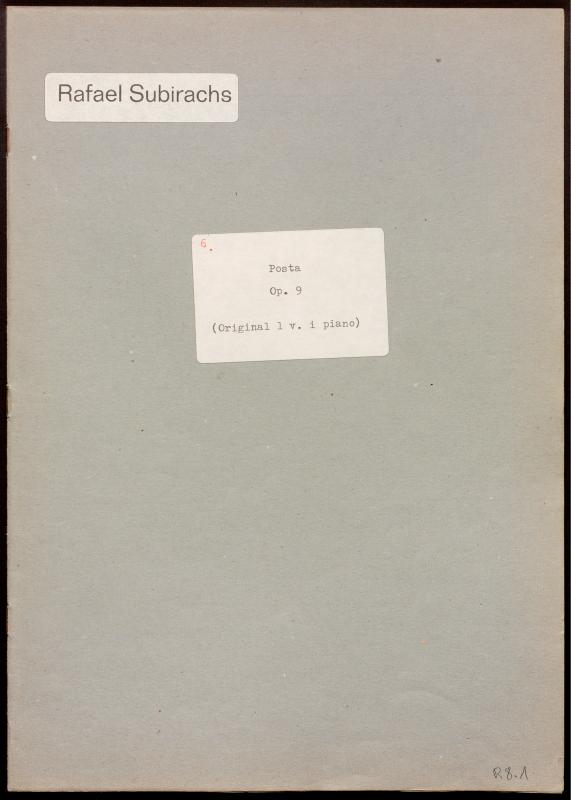 Rafael Subirachs
6.
Posta
Op. 9
(Original 1 v. i piano)
R8.1